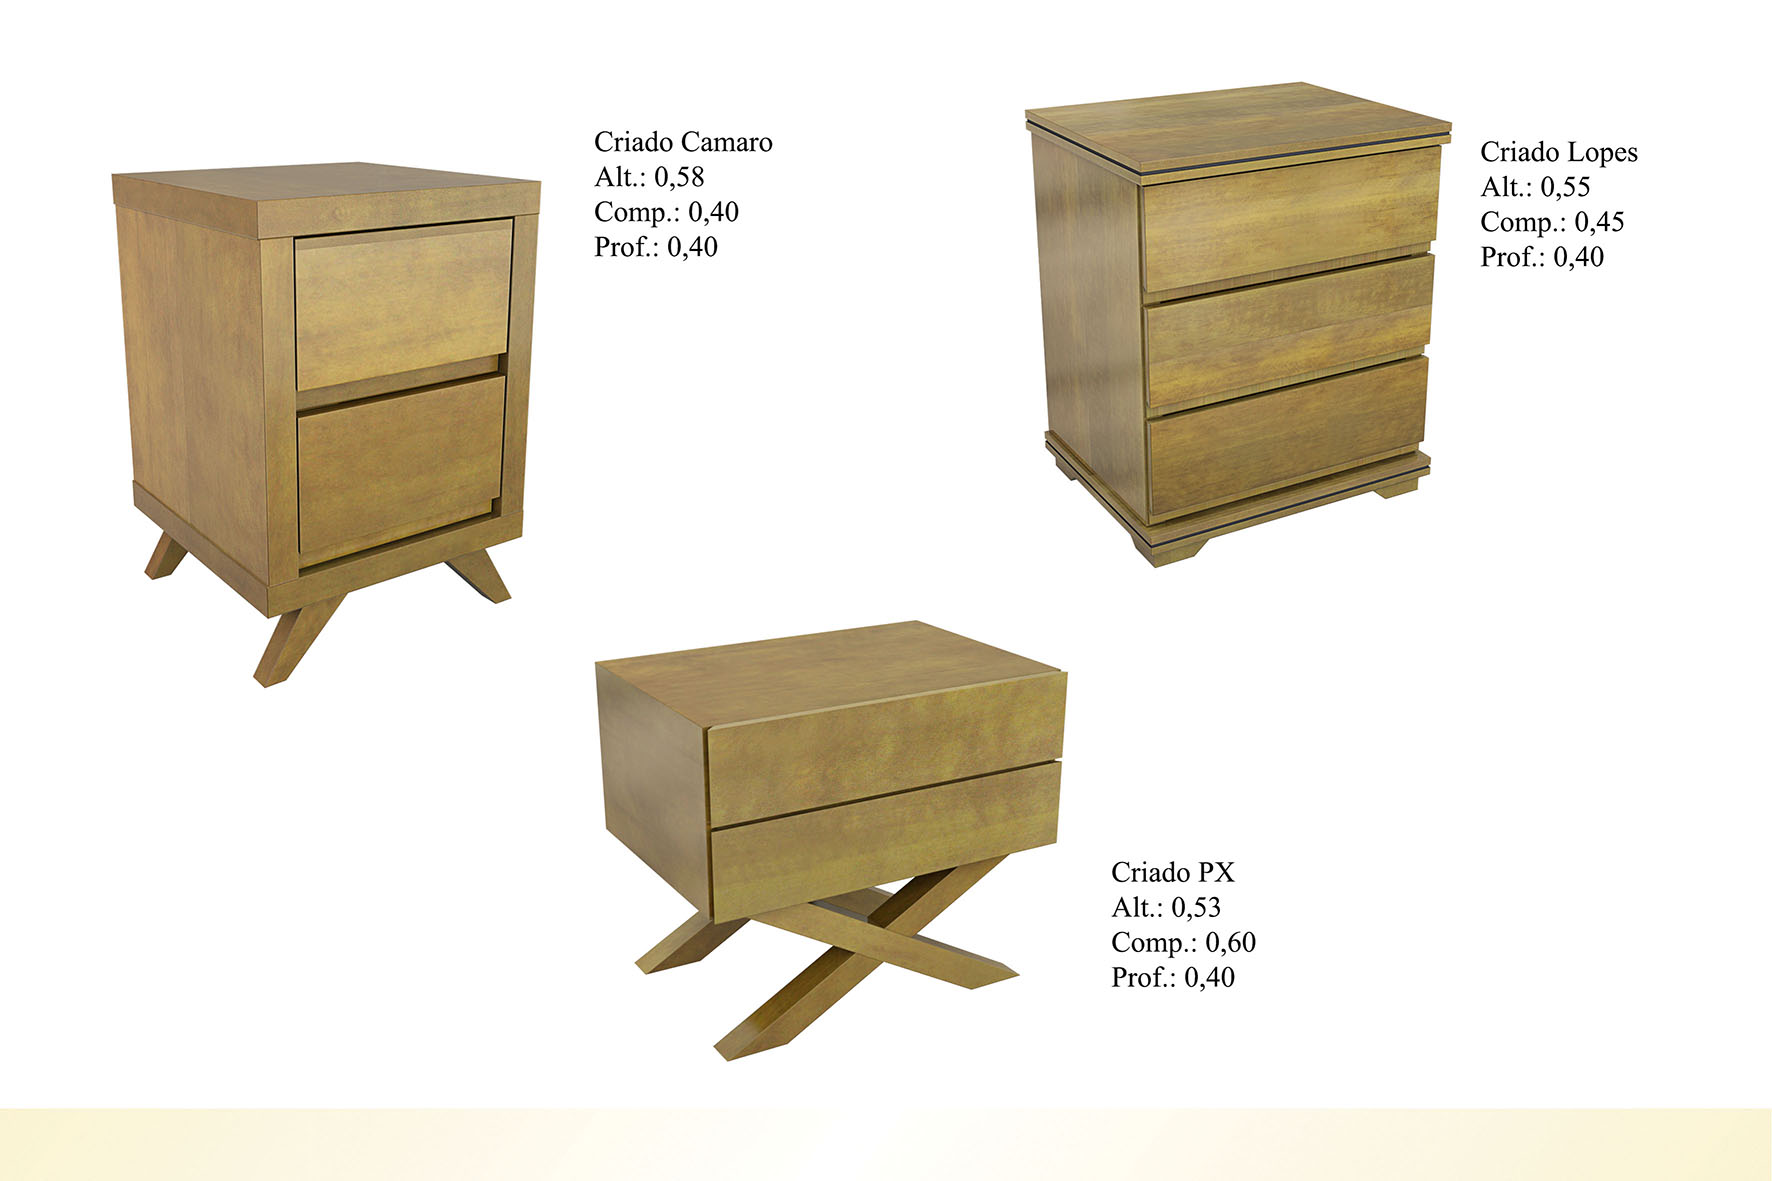 Criado Camaro
Alt.: 0,58
Comp.: 0,40
Prof.: 0,40
Criado Lopes
Alt.: 0,55
Comp.: 0,45
Prof.: 0,40
Criado PX
Alt.: 0,53
Comp.: 0,60
Prof.: 0,40